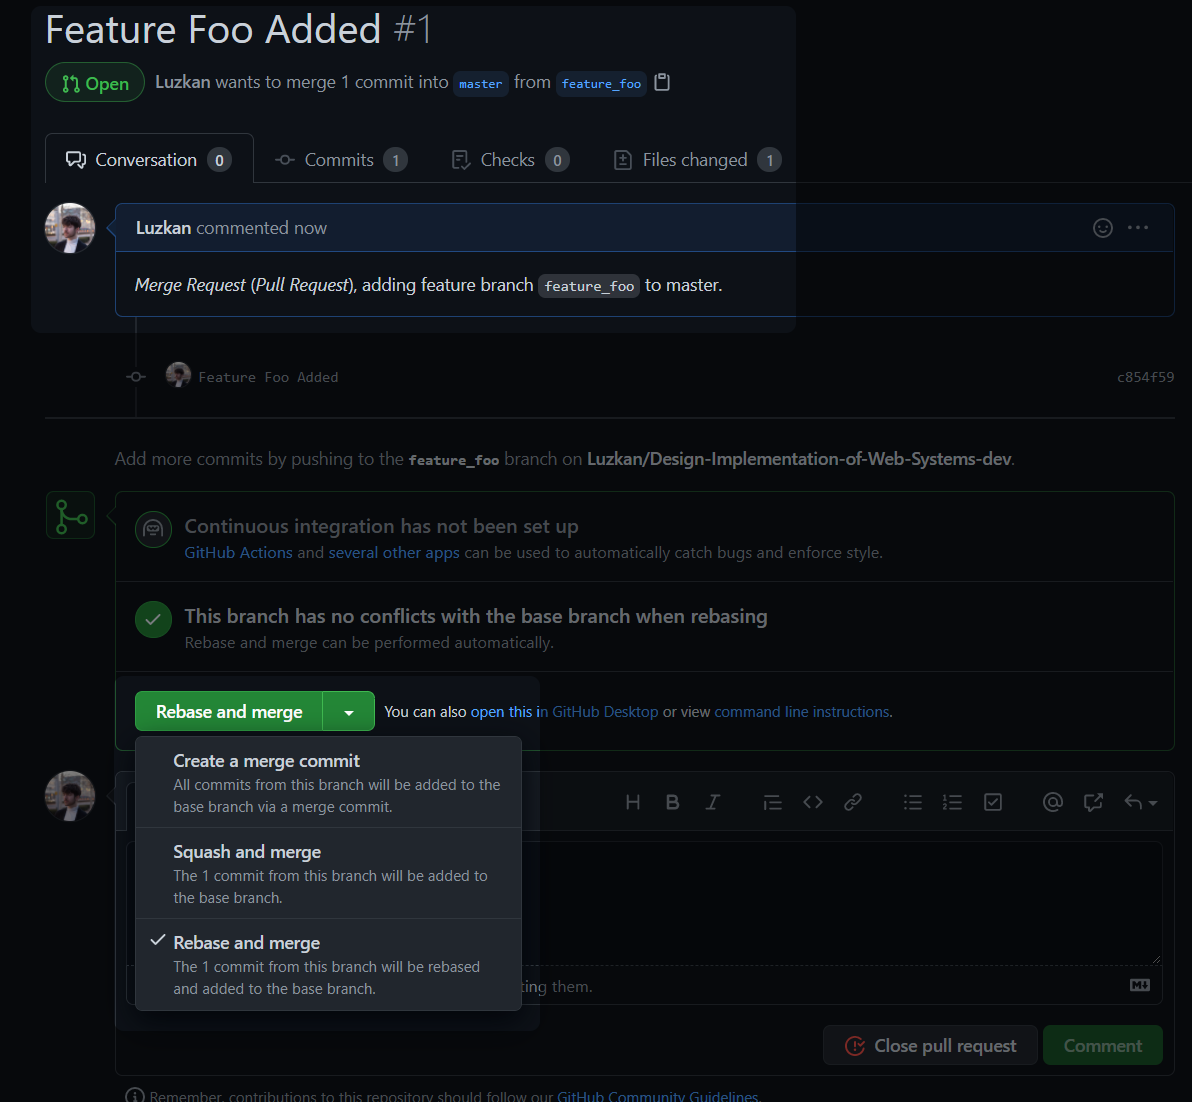 Feature Foo Added #1
Open Luzkan wants to merge 1 commit into master from feature_foo
Conversation 0 Commits 1 Checks 0 Files changed 1
Luzkan commented now
Merge Request (Pull Request), adding feature branch feature_foo to master.
Feature Foo Added c854f59
Add more commits by pushing to the feature_foo branch on Luzkan/Design-Implementation-of-Web-Systems-dev.
Continuous integration has not been set up
GitHub Actions and several other apps can be used to automatically catch bugs and enforce style.
This branch has no conflicts with the base branch when rebasing
Rebase and merge can be performed automatically.
Rebase and merge You can also open this in GitHub Desktop or view command line instructions.
Create a merge commit
All commits from this branch will be added to the
base branch via a merge commit.
Squash and merge
The 1 commit from this branch will be added to
the base branch.
Rebase and merge
The 1 commit from this branch will be rebased
and added to the base branch.
ting them.
Close pull request Comment
Remember, contributions to this repository should follow our GitHub Community Guidelines.